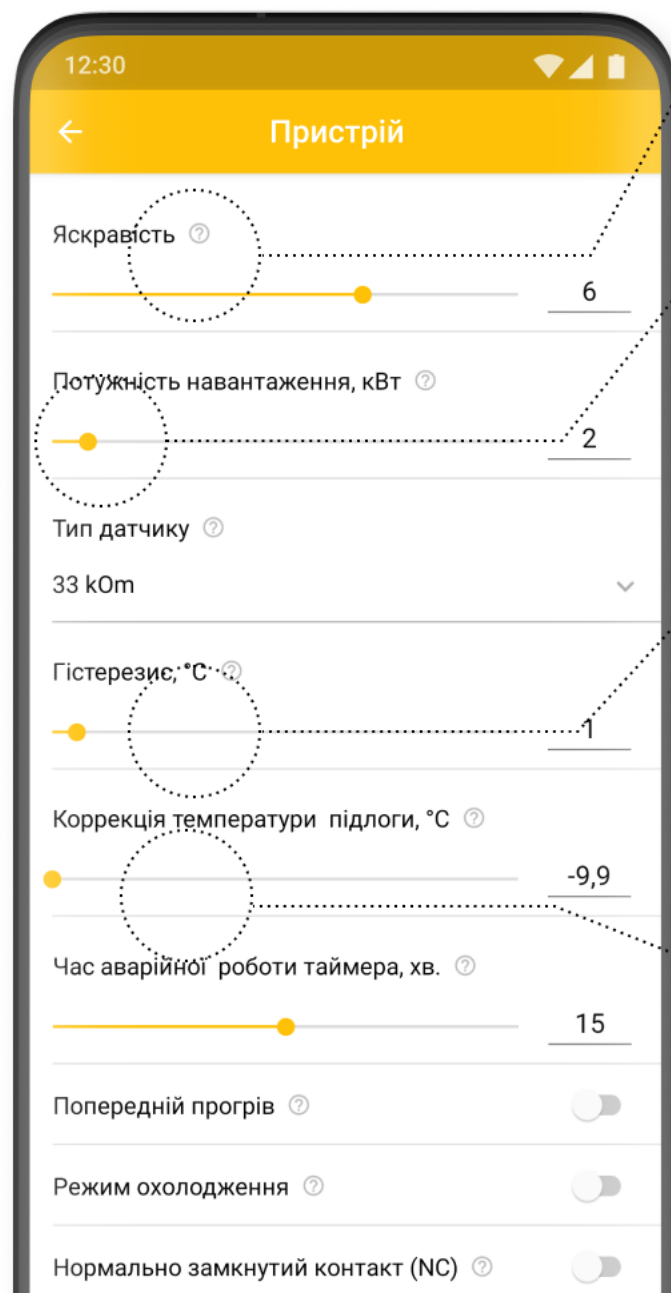 12:30
Пристрій
Яскравість
6
Потужність навантаження, кВт
2
Тип датчику
33 kOm
Гістерезис, °C
1
Коррекція температури підлоги, °C
-9,9
Час аварійної роботи таймера, хв.
15
Попередній прогрів
Режим охолодження
Нормально замкнутий контакт (NC)